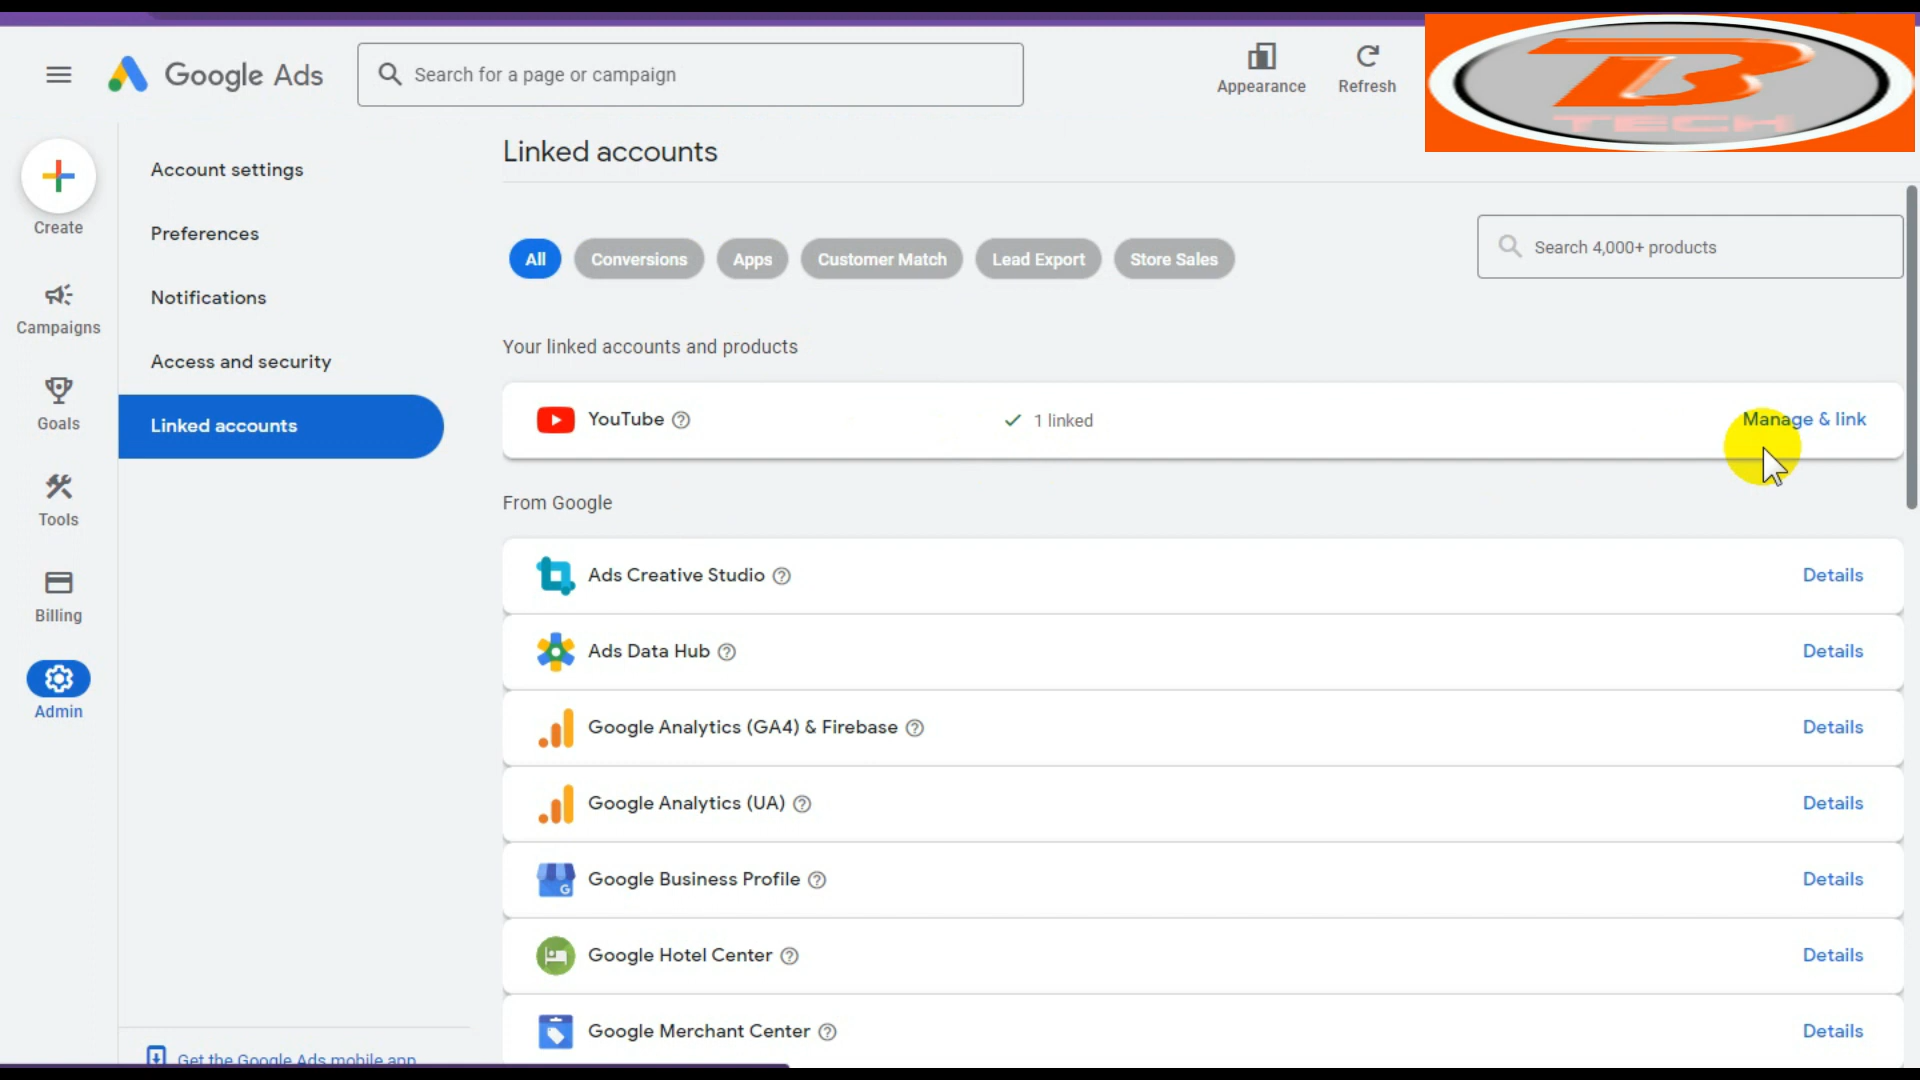 Google Ads
Search for a page or campaign
Appearance
Refresh
B
TECH
Create
Campaigns
Goals
Tools
Billing
Admin
Account settings
Preferences
Notifications
Access and security
Linked accounts
Get the Google Ads mobile app
Linked accounts
All
Conversions
Apps
Customer Match
Lead Export
Store Sales
Search 4,000+ products
Your linked accounts and products
YouTube
1 linked
Manage & link
From Google
Ads Creative Studio
Details
Ads Data Hub
Details
Google Analytics (GA4) & Firebase
Details
Google Analytics (UA)
Details
Google Business Profile
Details
Google Hotel Center
Details
Google Merchant Center
Details